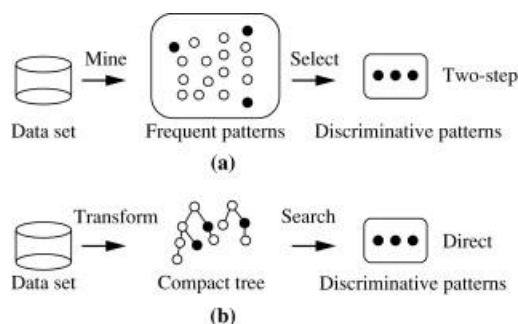 Mine
Select
Two-step
Data set
Frequent patterns
Discriminative patterns
(a)
Transform
Search
Direct
Data set
Compact tree
Discriminative patterns
(b)